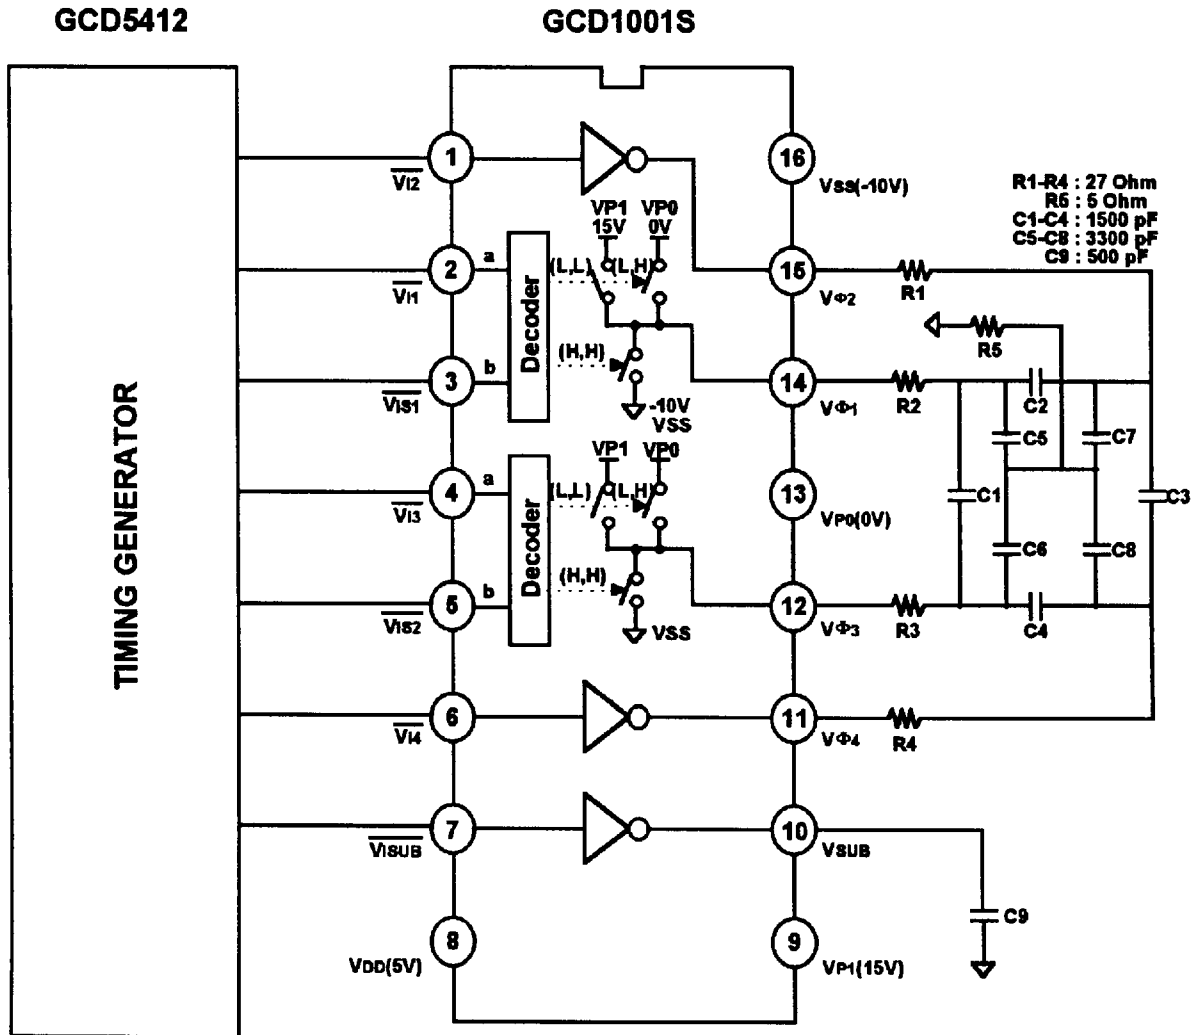 GCD5412
GCD1001S
TIMING GENERATOR
1
VI2
2
VI1
a
3
VIS1
b
Decoder
VP1
15V
VP0
0V
(L,L)
(L,H)
(H,H)
-10V
VSS
4
VI3
a
5
VIS2
b
Decoder
VP1
VP0
(L,L)
(L,H)
(H,H)
VSS
6
VI4
7
VISUB
8
VDD(5V)
16
VSS(-10V)
15
VΦ2
14
VΦ1
13
VP0(0V)
12
VΦ3
11
VΦ4
10
VSUB
9
VP1(15V)
R1-R4 : 27 Ohm
R5 : 5 Ohm
C1-C4 : 1500 pF
C5-C8 : 3300 pF
C9 : 500 pF
R1
R5
R2
C2
C5
C7
C1
C3
C6
C8
R3
C4
R4
C9